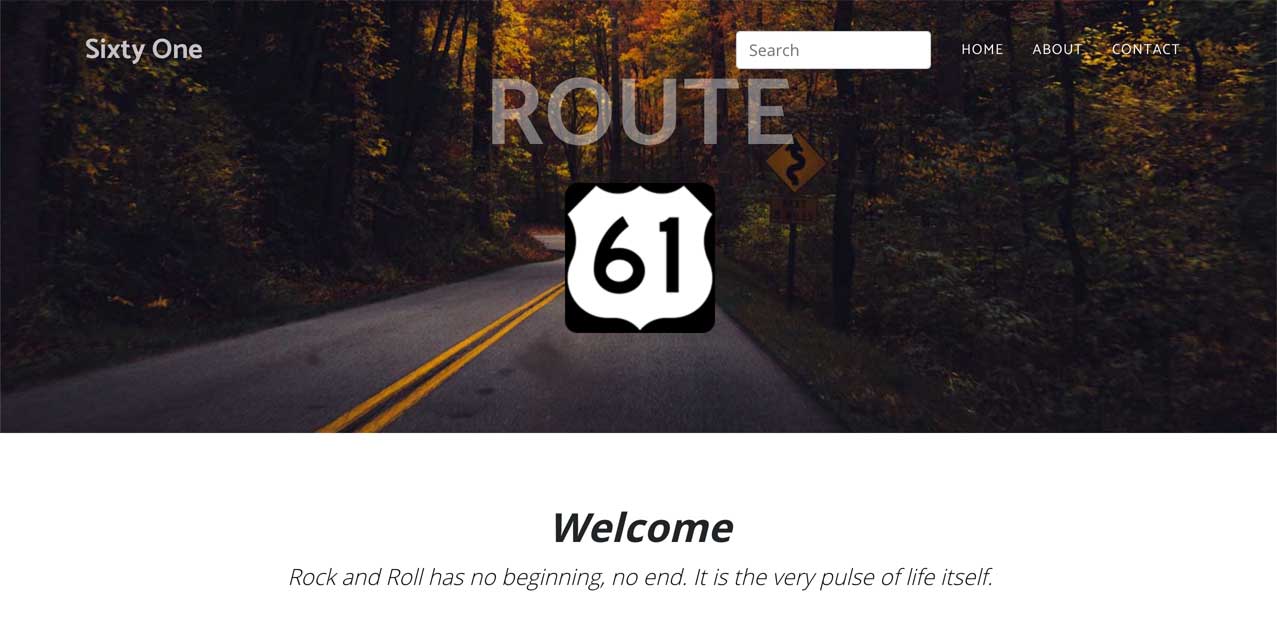 Sixty One
Search
HOME
ABOUT
CONTACT
ROUTE
61
Welcome
Rock and Roll has no beginning, no end. It is the very pulse of life itself.